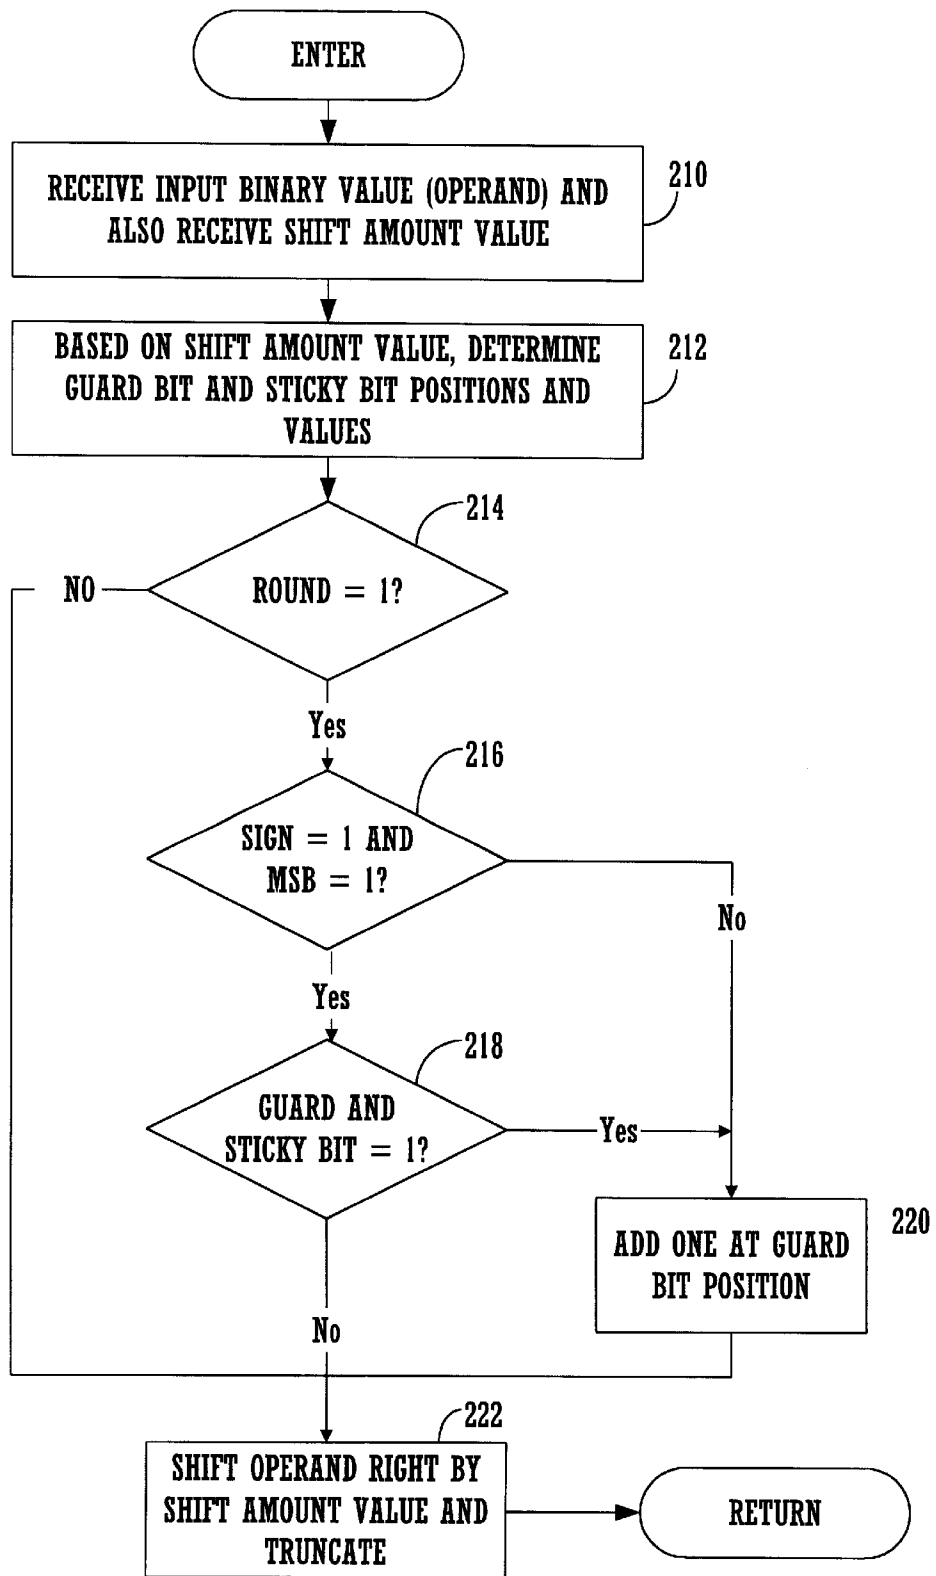 ENTER
RECEIVE INPUT BINARY VALUE (OPERAND) AND
ALSO RECEIVE SHIFT AMOUNT VALUE
210
BASED ON SHIFT AMOUNT VALUE, DETERMINE
GUARD BIT AND STICKY BIT POSITIONS AND
VALUES
212
214
ROUND = 1?
NO
Yes
216
SIGN = 1 AND
MSB = 1?
No
Yes
218
GUARD AND
STICKY BIT = 1?
Yes
220
ADD ONE AT GUARD
BIT POSITION
No
222
SHIFT OPERAND RIGHT BY
SHIFT AMOUNT VALUE AND
TRUNCATE
RETURN